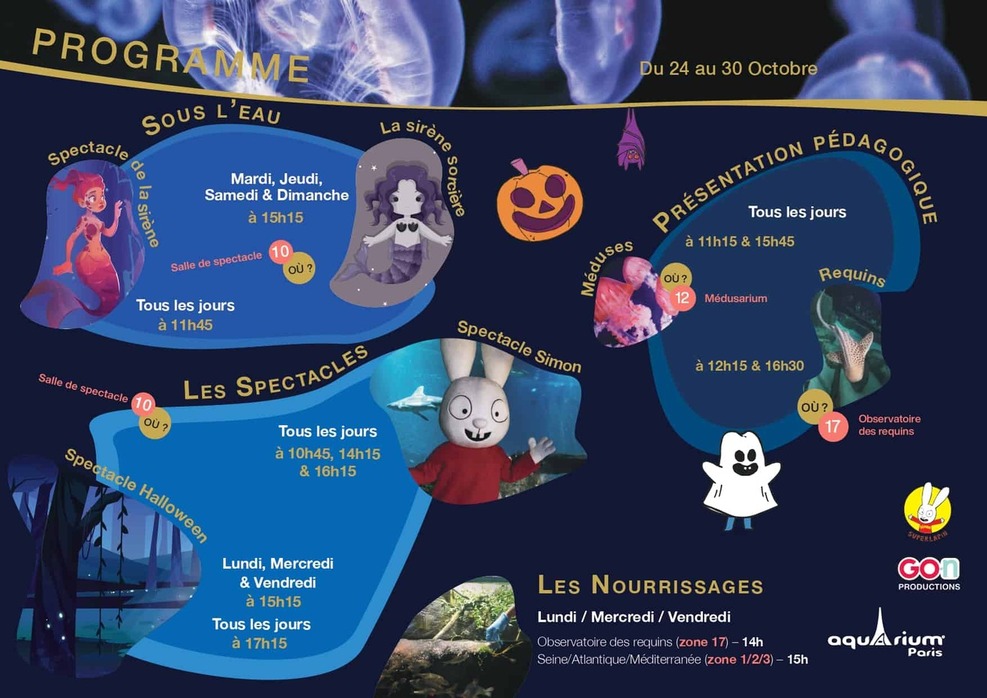 PROGRAMME
Du 24 au 30 Octobre
SOUS L'EAU
Spectacle de la sirène
La sirène sorcière
Mardi, Jeudi,
Samedi & Dimanche
à 15h15
Salle de spectacle
10
OÙ ?
Tous les jours
à 11h45
PRÉSENTATION PÉDAGOGIQUE
Tous les jours
à 11h15 & 15h45
Méduses
OÙ ?
12
Médusarium
Requins
à 12h15 & 16h30
OÙ ?
17
Observatoire
des requins
LES SPECTACLES
Spectacle Simon
Salle de spectacle
10
OÙ ?
Tous les jours
à 10h45, 14h15
& 16h15
Spectacle Halloween
Lundi, Mercredi
& Vendredi
à 15h15
Tous les jours
à 17h15
LES NOURRISSAGES
Lundi / Mercredi / Vendredi
Observatoire des requins (zone 17) – 14h
Seine/Atlantique/Méditerranée (zone 1/2/3) – 15h
SUPERLAPIN
GO-N
PRODUCTIONS
aquArium
Paris